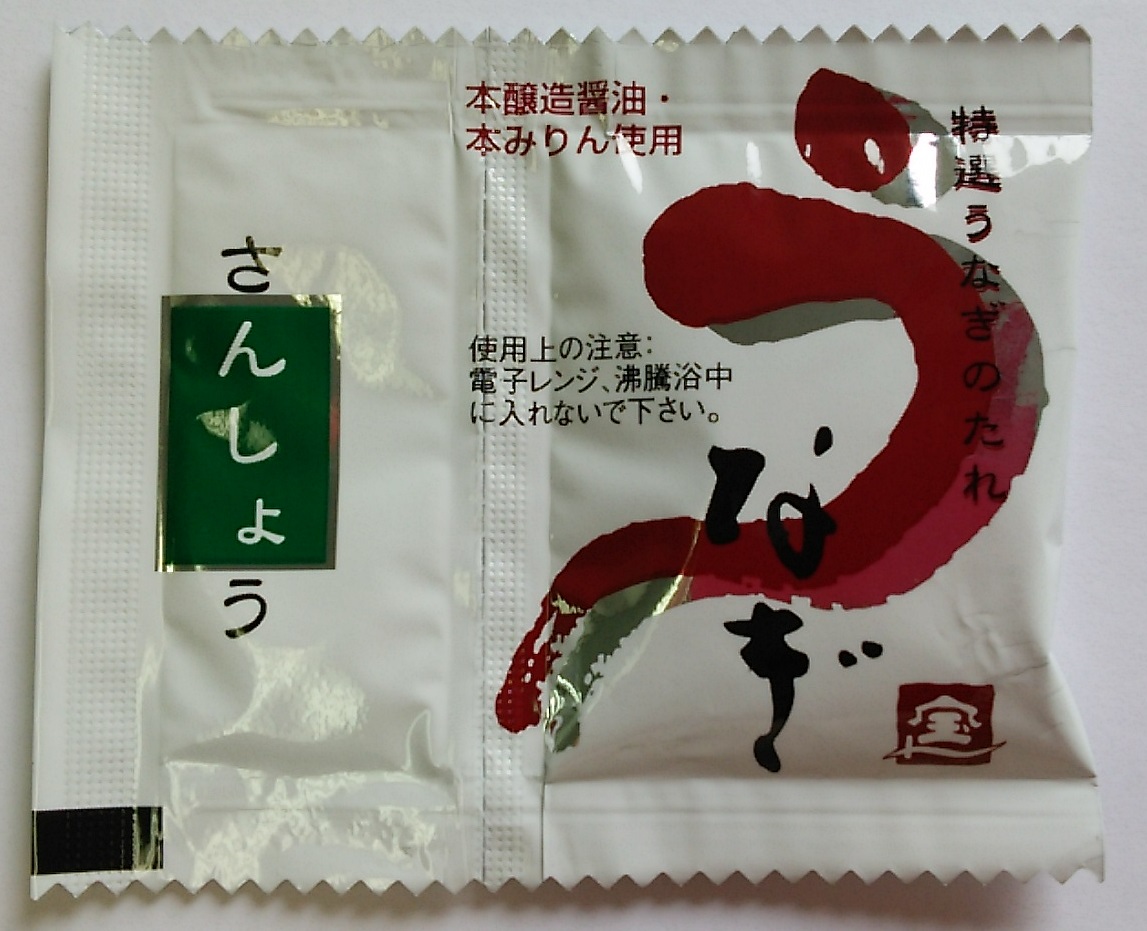 本醸造醤油・
本みりん使用
特選うなぎのたれ
うなぎ
使用上の注意:
電子レンジ、沸騰浴中
に入れないで下さい。
さんしょう
宝